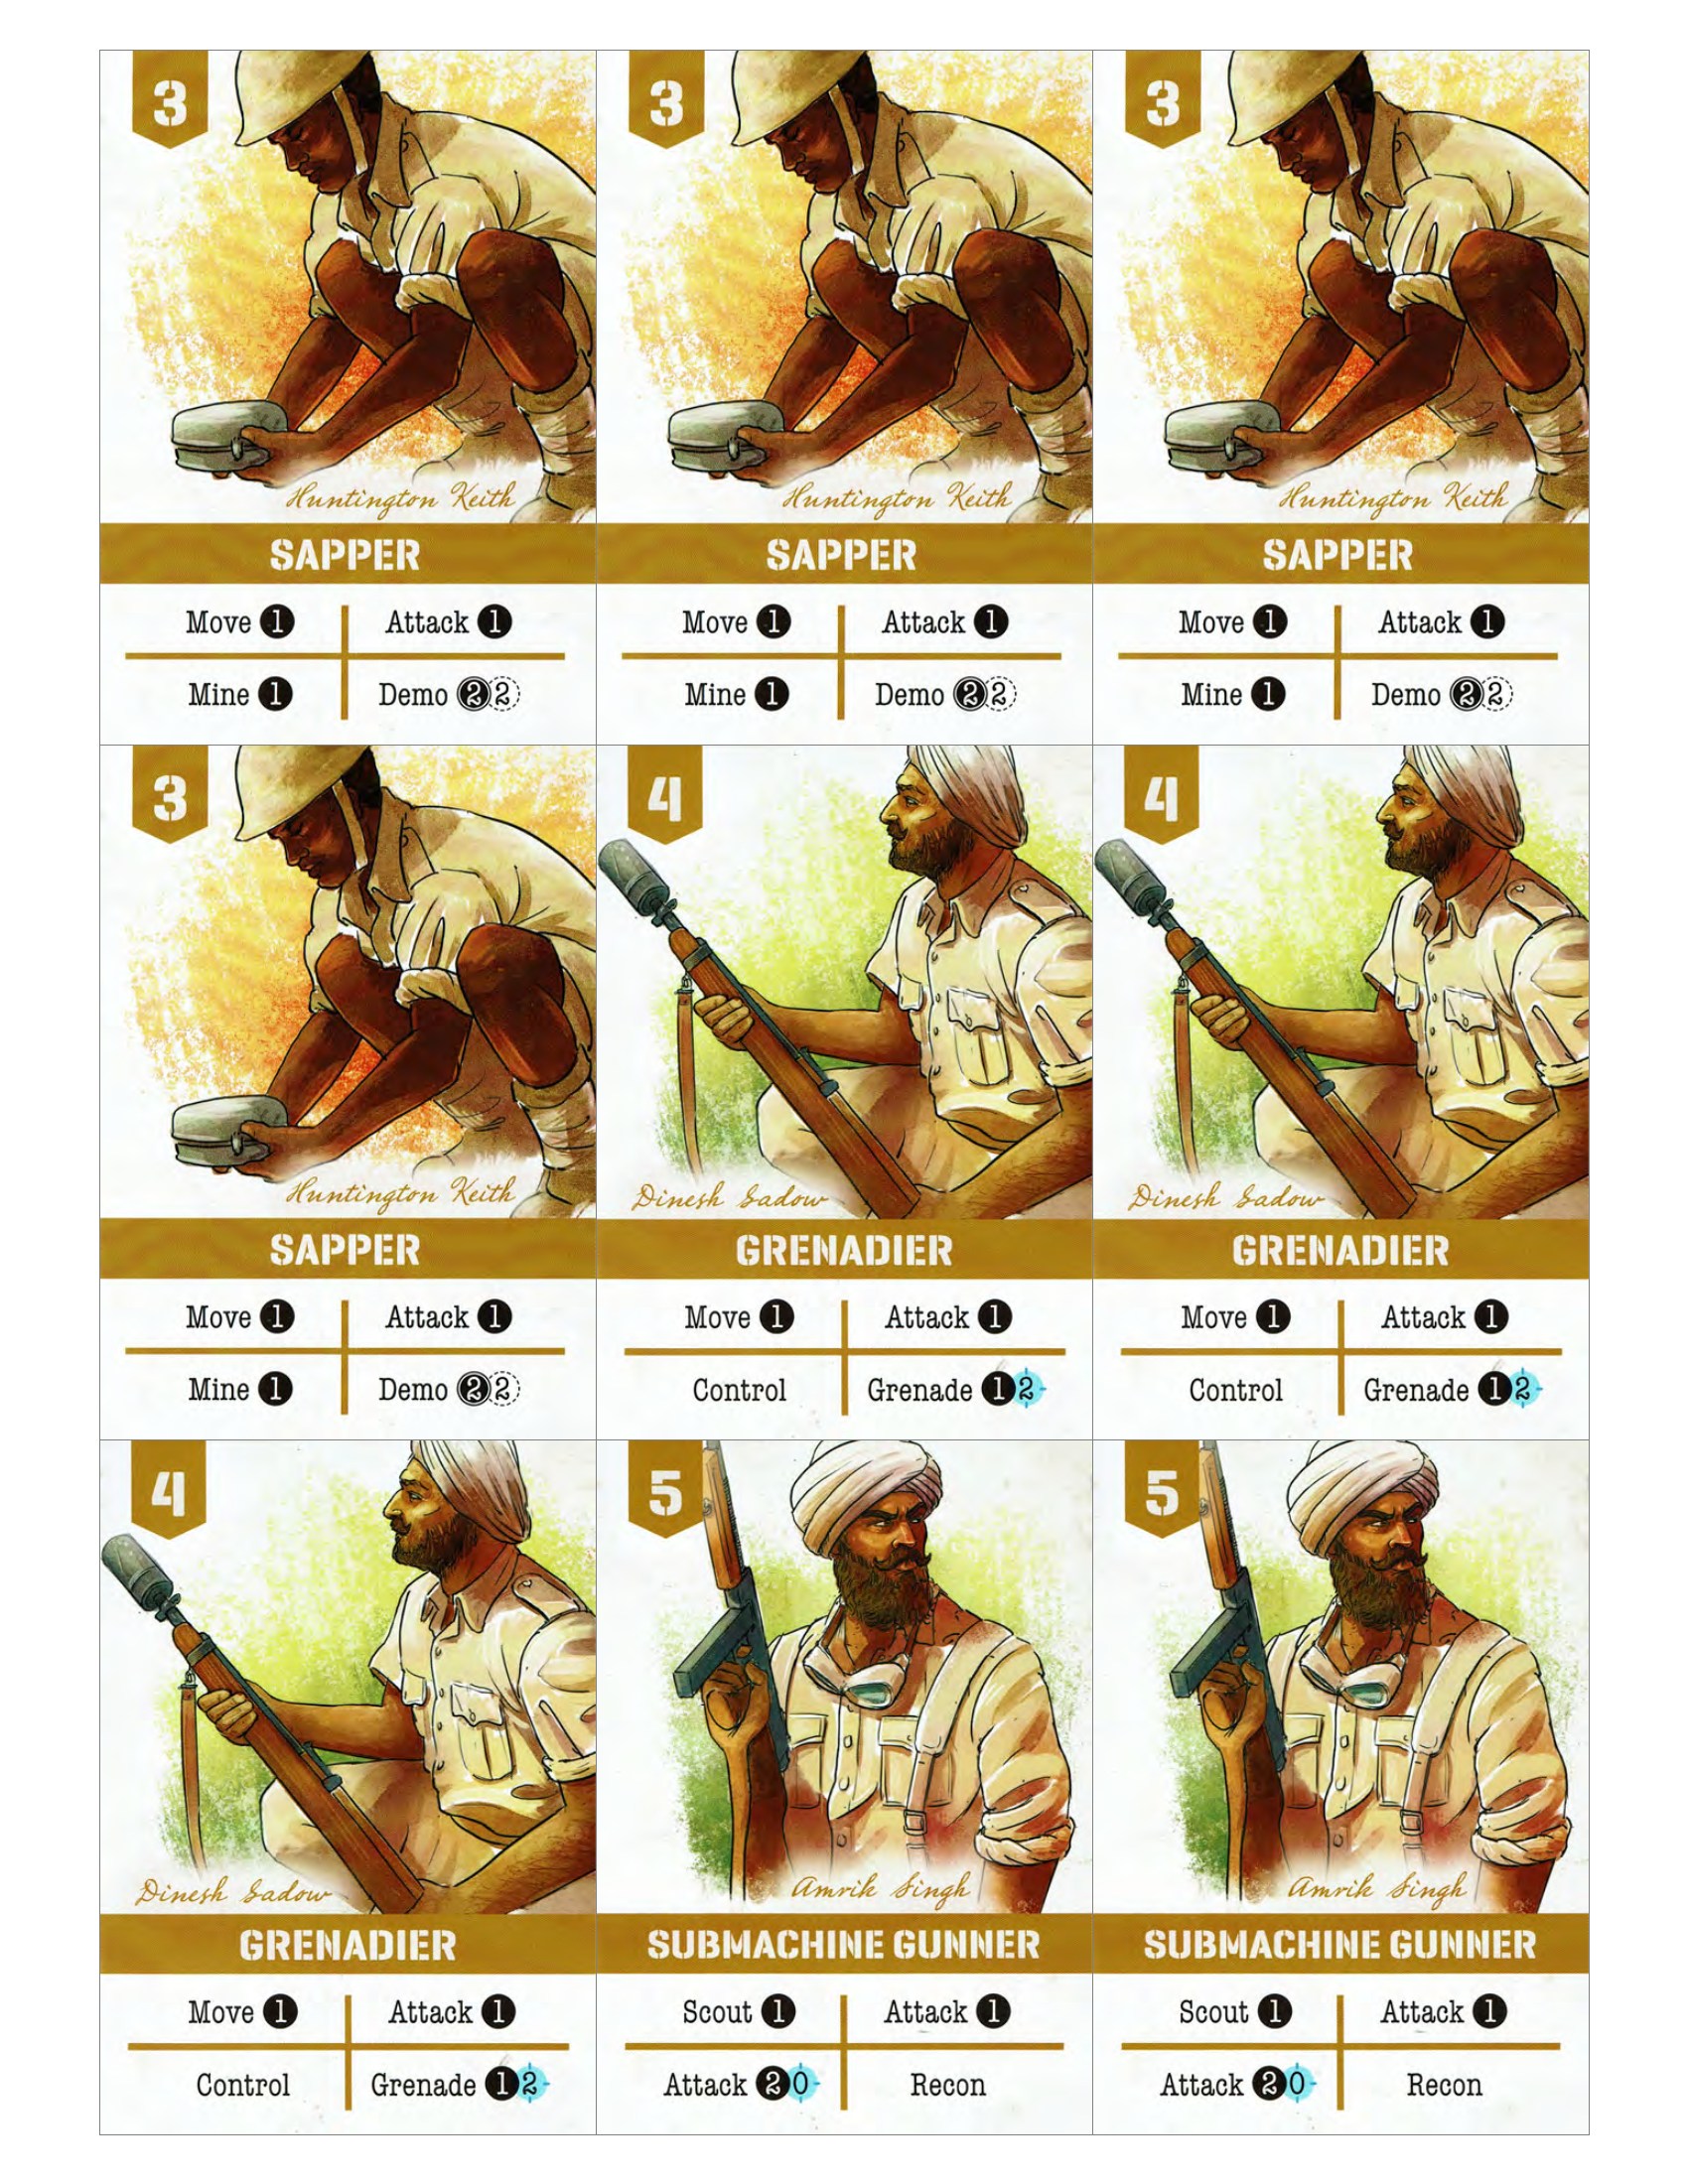 3
Huntington Keith
SAPPER
Move 1 Attack 1
Mine 1 Demo 2 2
3
Huntington Keith
SAPPER
Move 1 Attack 1
Mine 1 Demo 2 2
3
Huntington Keith
SAPPER
Move 1 Attack 1
Mine 1 Demo 2 2
3
Huntington Keith
SAPPER
Move 1 Attack 1
Mine 1 Demo 2 2
4
Dinesh Sadow
GRENADIER
Move 1 Attack 1
Control Grenade 1 2
4
Dinesh Sadow
GRENADIER
Move 1 Attack 1
Control Grenade 1 2
4
Dinesh Sadow
GRENADIER
Move 1 Attack 1
Control Grenade 1 2
5
Amrik Singh
SUBMACHINE GUNNER
Scout 1 Attack 1
Attack 2 0 Recon
5
Amrik Singh
SUBMACHINE GUNNER
Scout 1 Attack 1
Attack 2 0 Recon